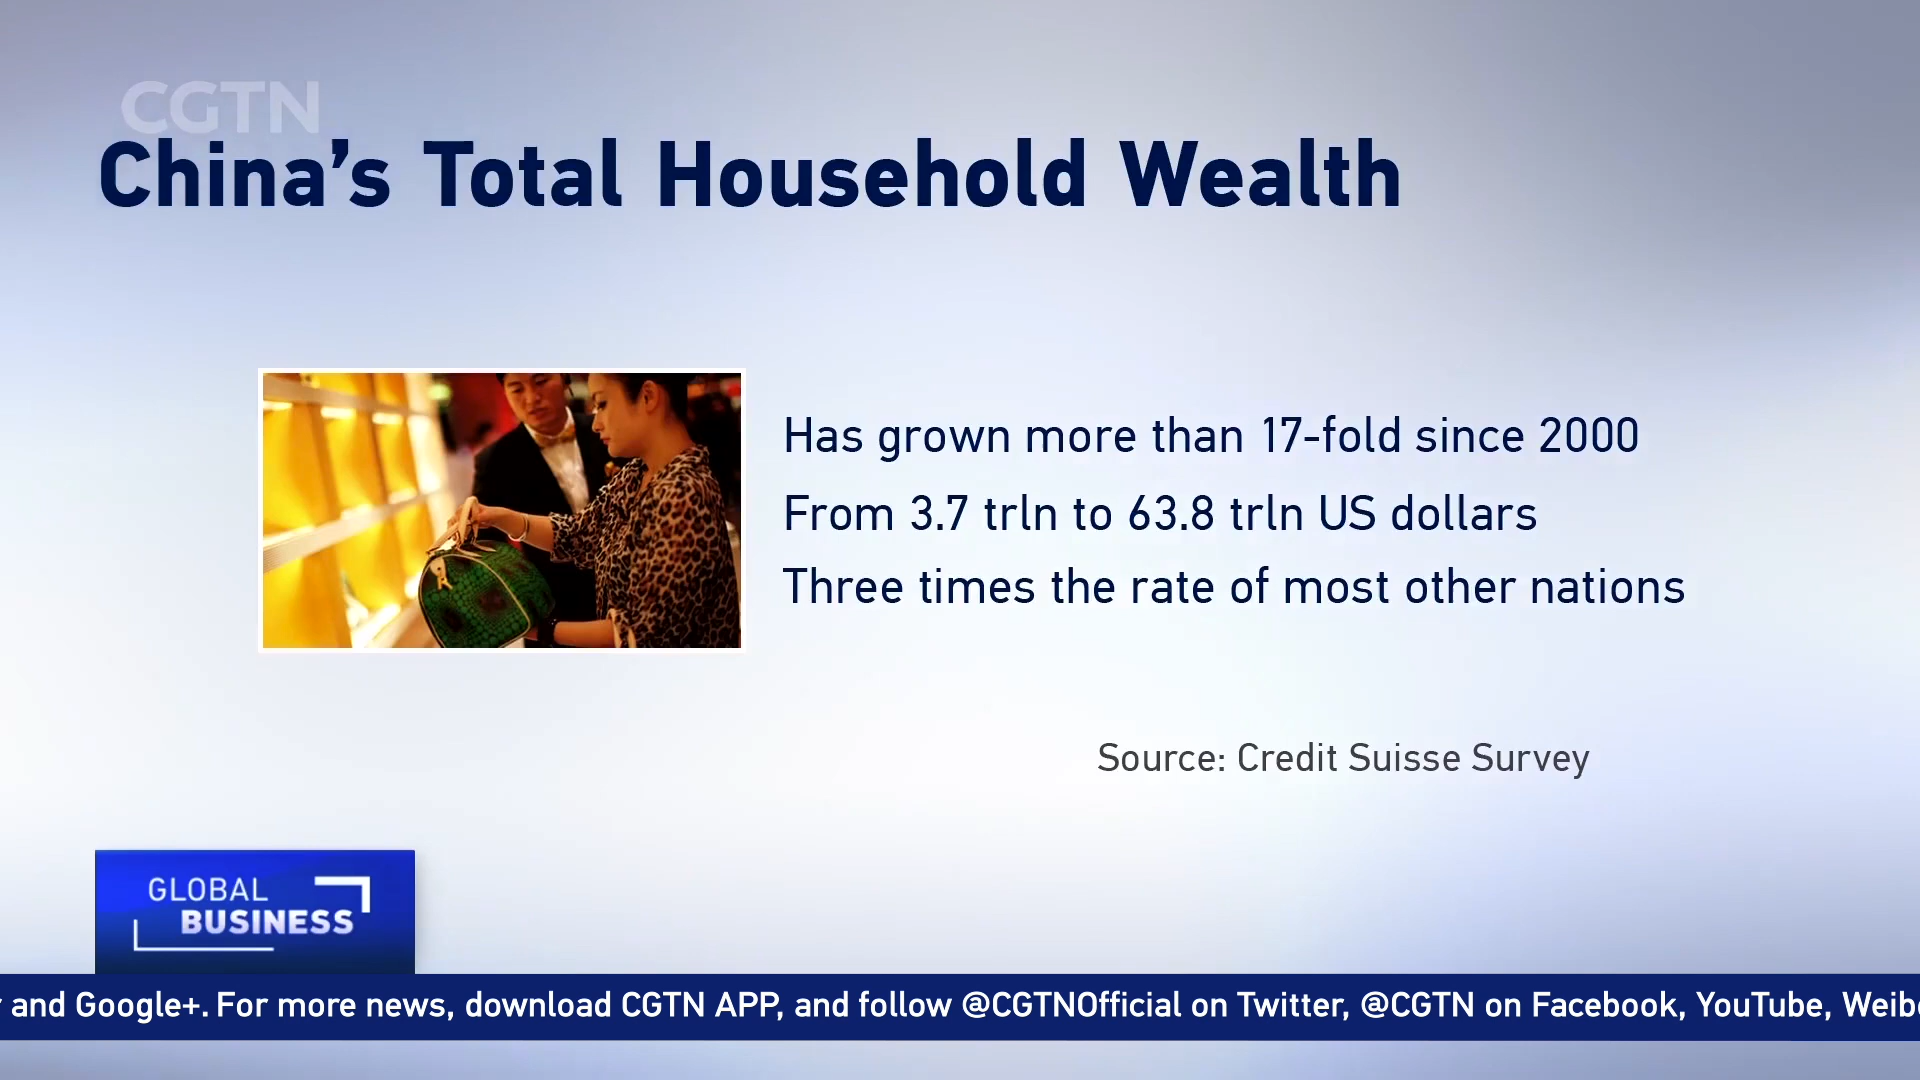 CGTN
China’s Total Household Wealth
Has grown more than 17-fold since 2000
From 3.7 trln to 63.8 trln US dollars
Three times the rate of most other nations
Source: Credit Suisse Survey
GLOBAL
BUSINESS
and Google+. For more news, download CGTN APP, and follow @CGTNOfficial on Twitter, @CGTN on Facebook, YouTube,